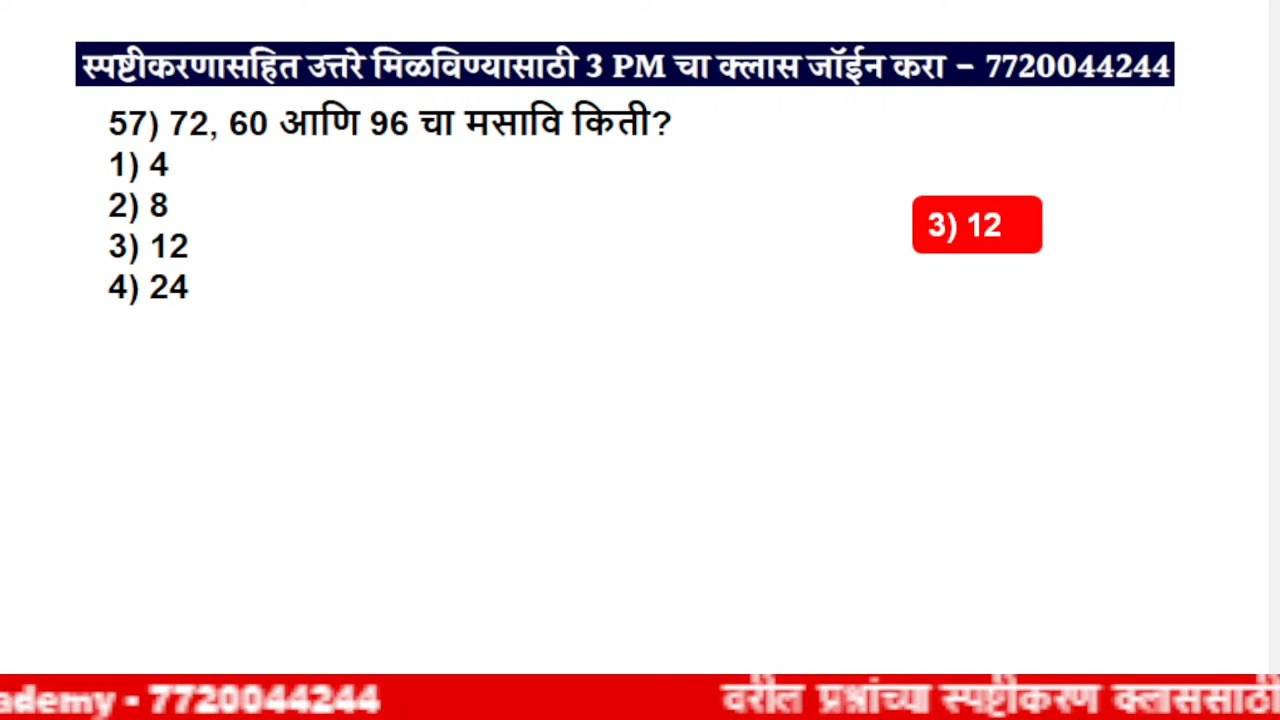 स्पष्टीकरणासहित उत्तरे मिळविण्यासाठी 3 PM चा क्लास जॉईन करा – 7720044244
57) 72, 60 आणि 96 चा मसावि किती?
1) 4
2) 8
3) 12
3) 12
4) 24
ademy - 7720044244 वरील प्रश्नांच्या स्पष्टीकरण क्लाससाठी